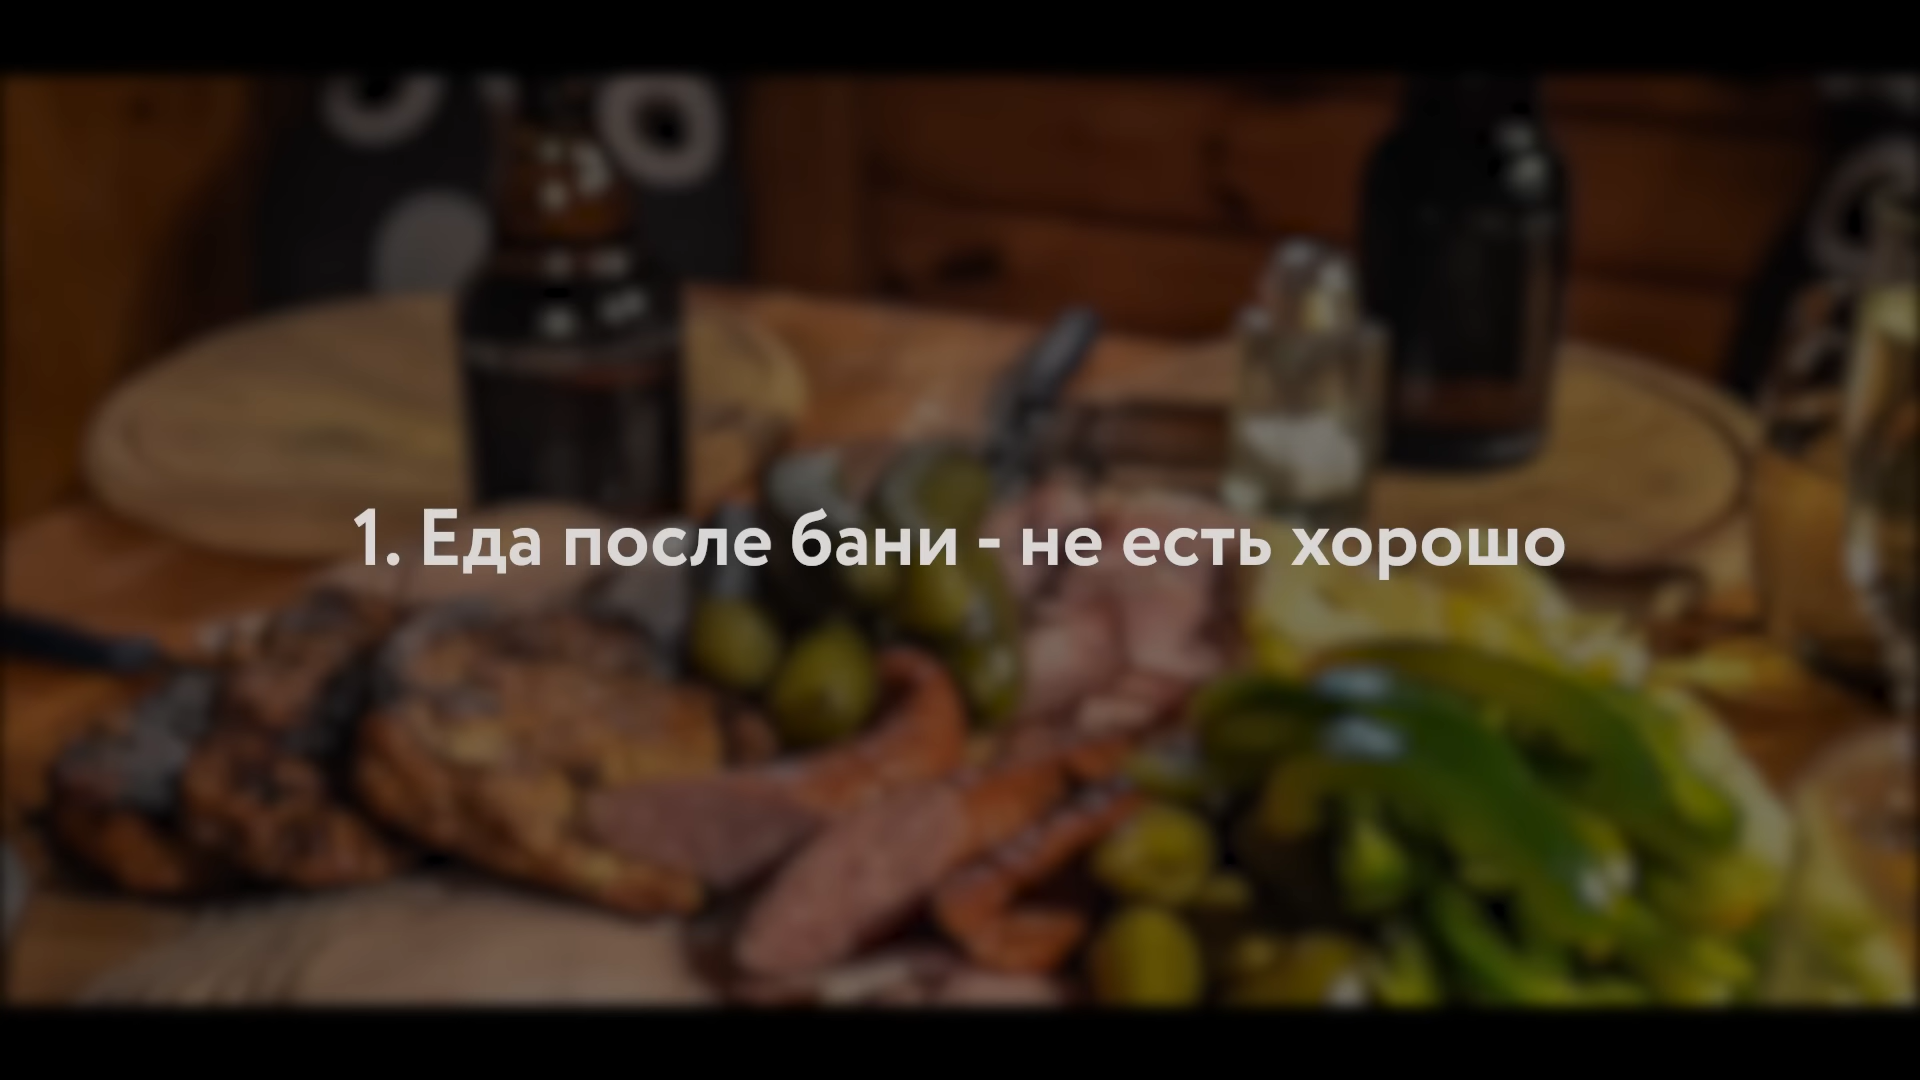 1. Еда после бани - не есть хорошо